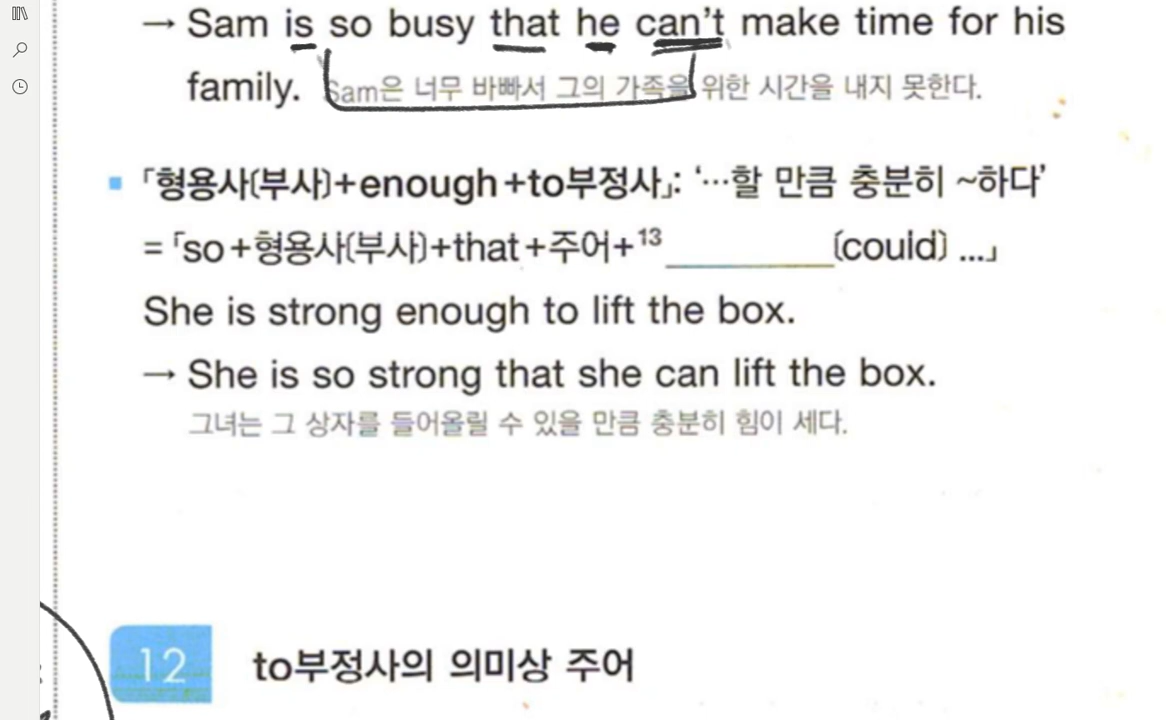 → Sam is so busy that he can't make time for his
family. Sam은 너무 바빠서 그의 가족을 위한 시간을 내지 못한다.
▪ 「형용사(부사)+enough+to부정사」: ‘…할 만큼 충분히 ~하다’
= 「so+형용사(부사)+that+주어+13 ________(could) ...」
She is strong enough to lift the box.
→ She is so strong that she can lift the box.
그녀는 그 상자를 들어올릴 수 있을 만큼 충분히 힘이 세다.
12 to부정사의 의미상 주어